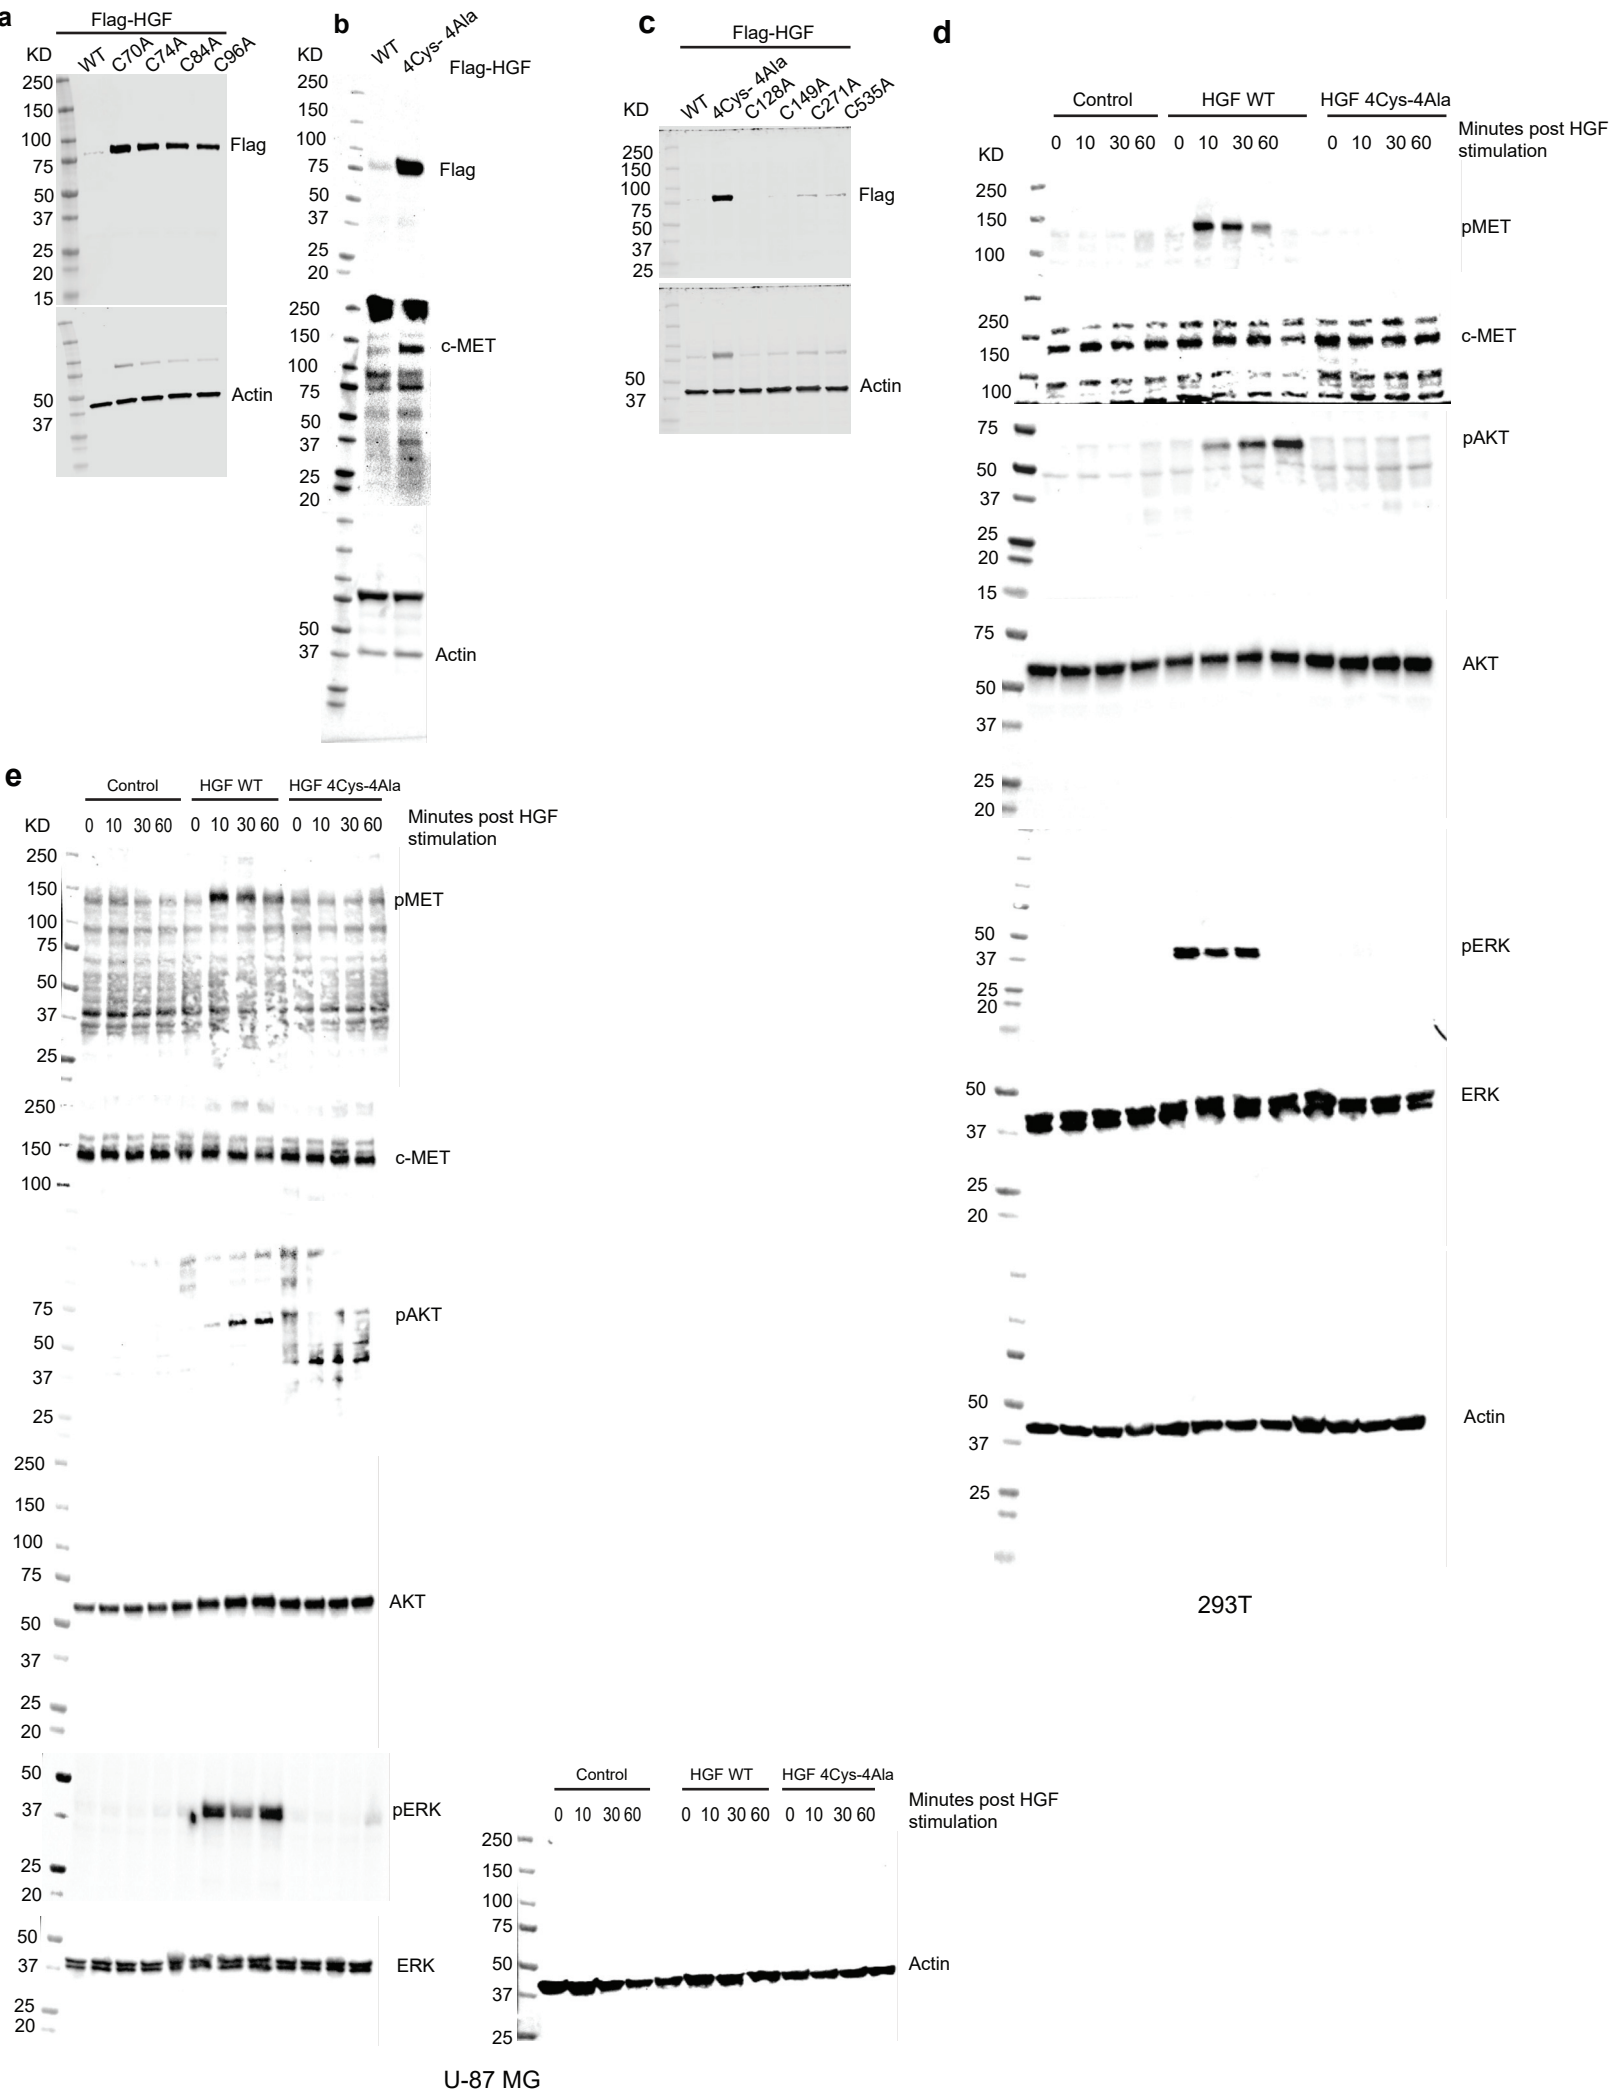 a
Flag-HGF
KD
WT C70A C74A C84A C96A
250
150
100
75
50
37
25
20
15
Flag
50
37
Actin
b
KD
WT 4Cys- 4Ala
Flag-HGF
250
150
100
75
50
37
25
20
Flag
250
150
100
75
50
37
25
20
c-MET
50
37
Actin
c
Flag-HGF
KD
WT 4Cys- 4Ala C128A C149A C271A C535A
250
150
100
75
50
37
25
Flag
50
37
Actin
d
Control HGF WT HGF 4Cys-4Ala
0 10 30 60 0 10 30 60 0 10 30 60
Minutes post HGF
stimulation
KD
250
150
100
pMET
250
150
100
c-MET
75
50
37
25
20
15
pAKT
75
50
37
25
20
AKT
50
37
25
20
pERK
50
37
25
20
ERK
50
37
25
Actin
293T
e
Control HGF WT HGF 4Cys-4Ala
KD 0 10 30 60 0 10 30 60 0 10 30 60
Minutes post HGF
stimulation
250
150
100
75
50
37
25
pMET
250
150
100
c-MET
75
50
37
25
pAKT
250
150
100
75
50
37
25
20
AKT
50
37
25
20
pERK
50
37
25
20
ERK
Control HGF WT HGF 4Cys-4Ala
0 10 30 60 0 10 30 60 0 10 30 60
Minutes post HGF
stimulation
250
150
100
75
50
37
25
Actin
U-87 MG